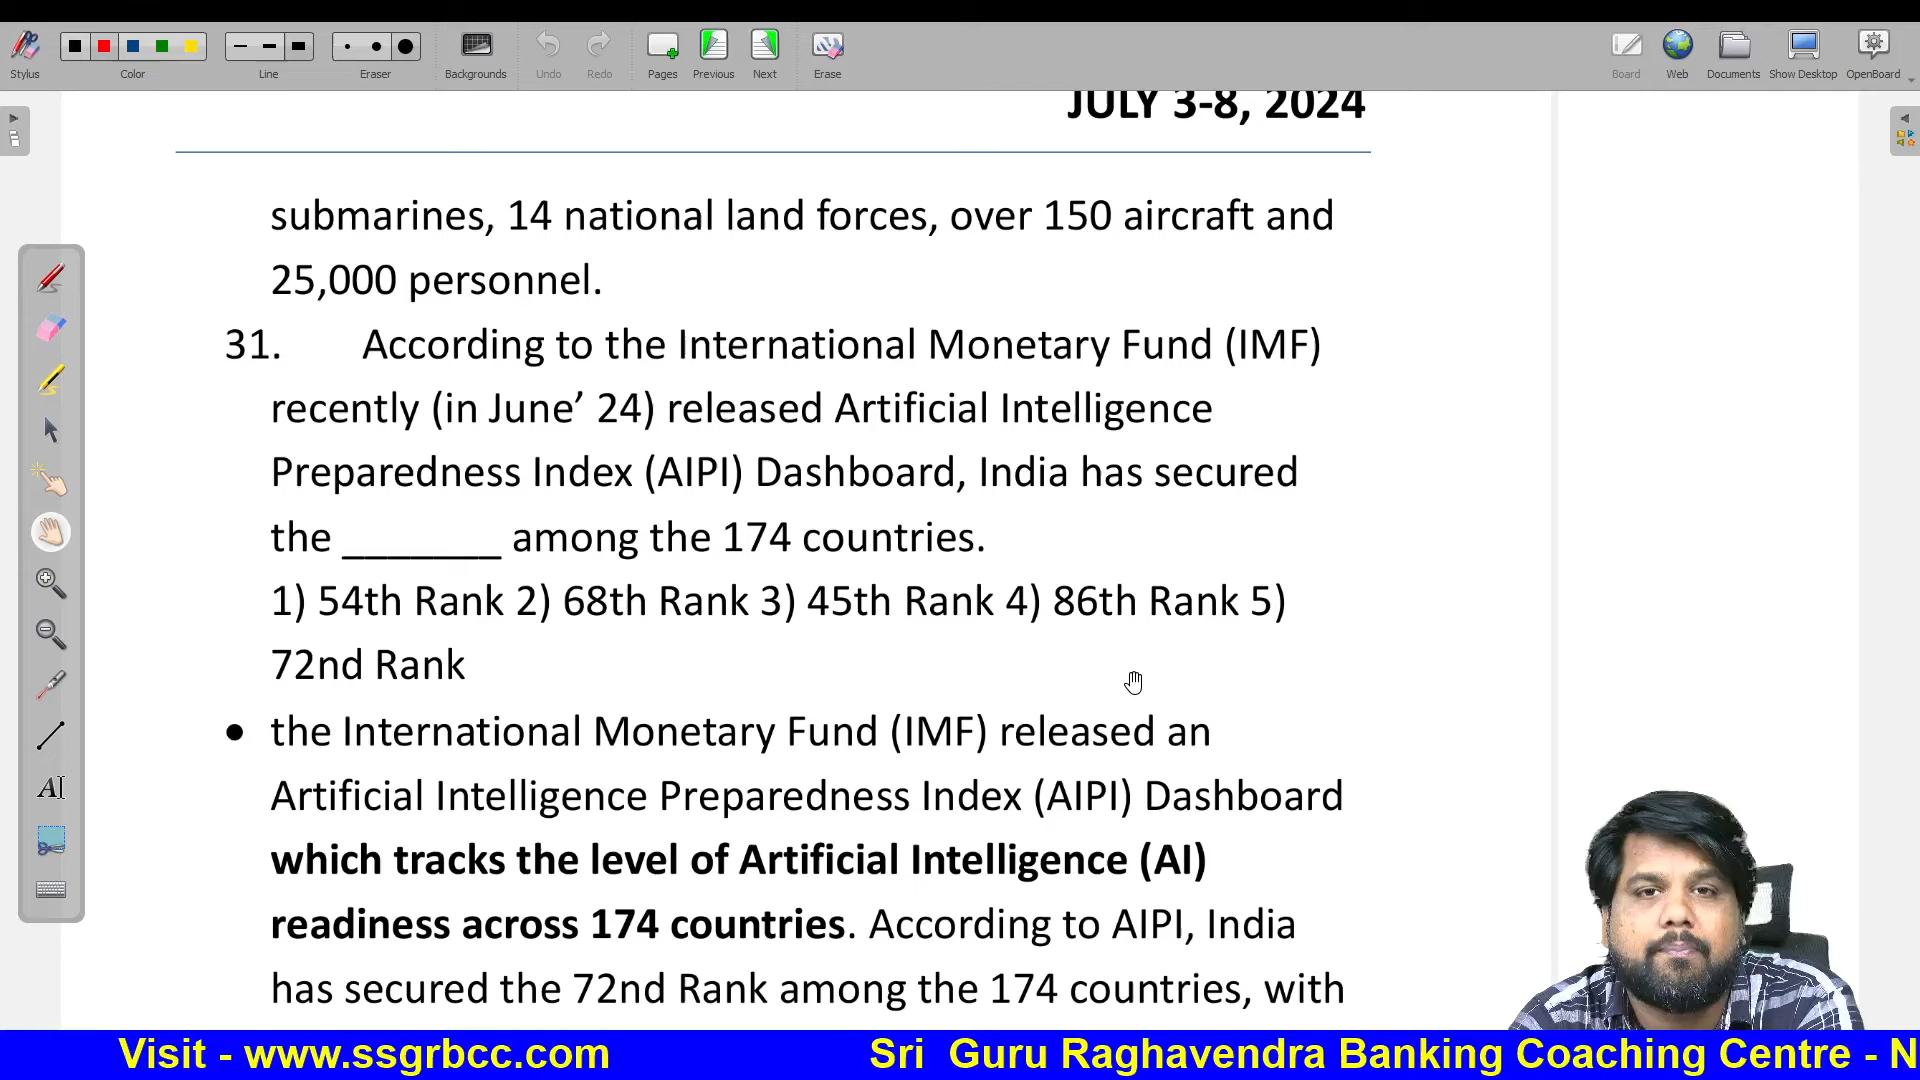 Stylus
Color
Line
Eraser
Backgrounds
Undo
Redo
Pages
Previous
Next
Erase
Board
Web
Documents
Show Desktop
OpenBoard
JULY 3-8, 2024
submarines, 14 national land forces, over 150 aircraft and
25,000 personnel.
31. According to the International Monetary Fund (IMF)
recently (in June’ 24) released Artificial Intelligence
Preparedness Index (AIPI) Dashboard, India has secured
the _______ among the 174 countries.
1) 54th Rank 2) 68th Rank 3) 45th Rank 4) 86th Rank 5)
72nd Rank
• the International Monetary Fund (IMF) released an
Artificial Intelligence Preparedness Index (AIPI) Dashboard
which tracks the level of Artificial Intelligence (AI)
readiness across 174 countries. According to AIPI, India
has secured the 72nd Rank among the 174 countries, with
Visit - www.ssgrbcc.com Sri Guru Raghavendra Banking Coaching Centre - N